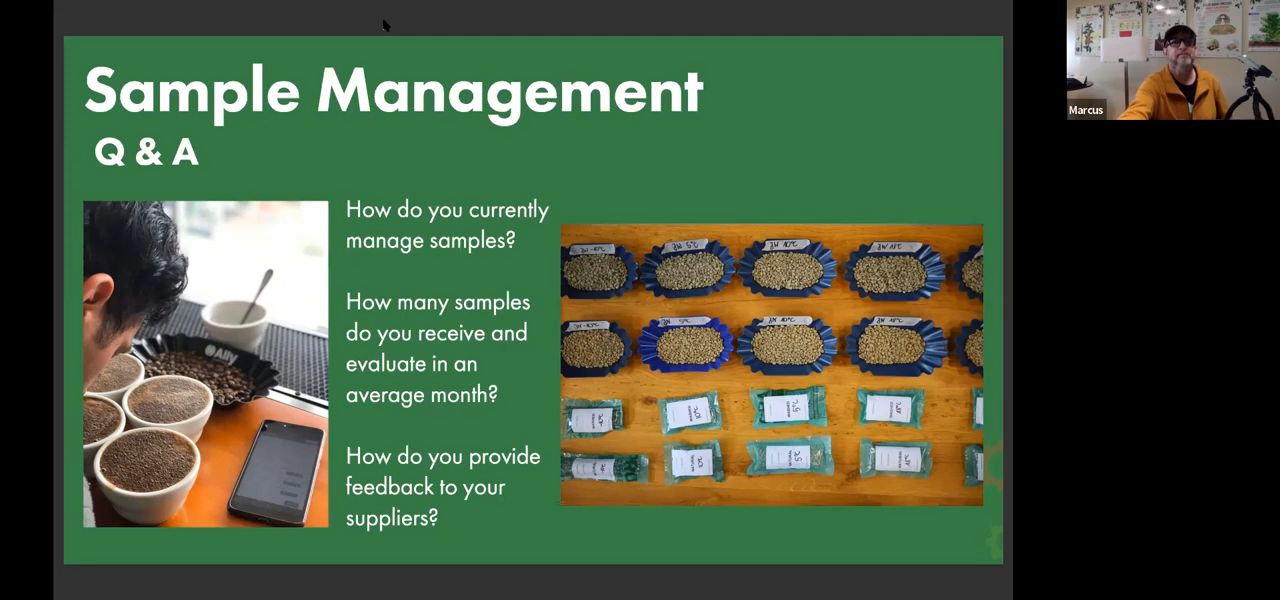 Sample Management
Q & A
How do you currently
manage samples?
How many samples
do you receive and
evaluate in an
average month?
How do you provide
feedback to your
suppliers?
Ally
Marcus